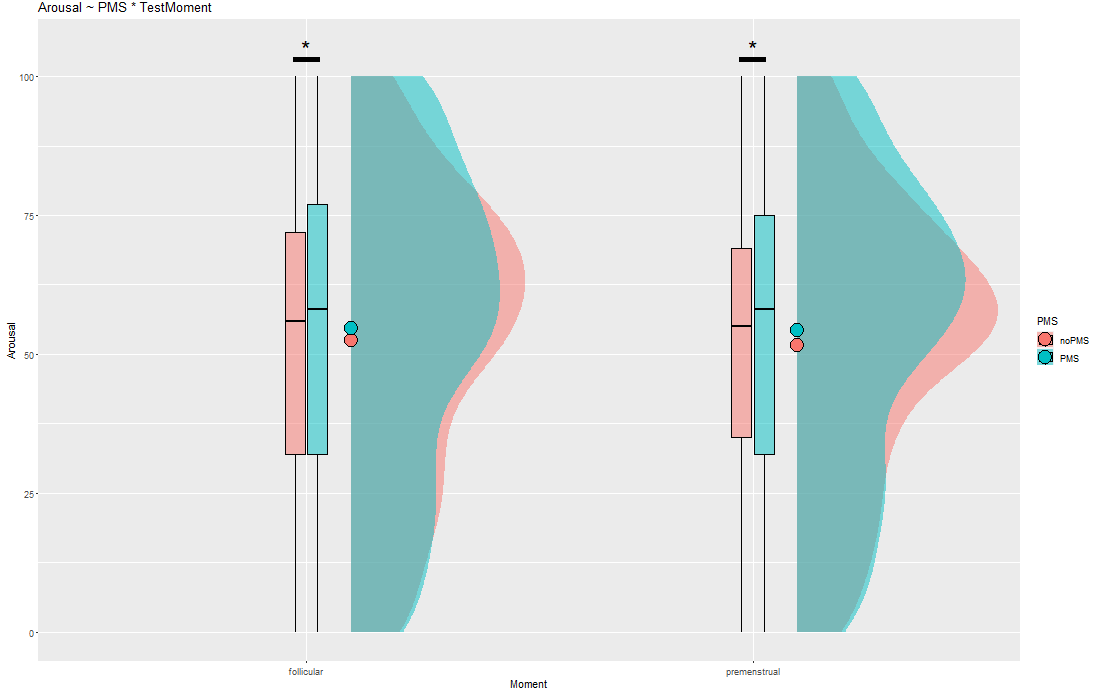 Arousal ~ PMS * TestMoment
*
*
100
75
50
25
0
Arousal
follicular
premenstrual
Moment
PMS
noPMS
PMS